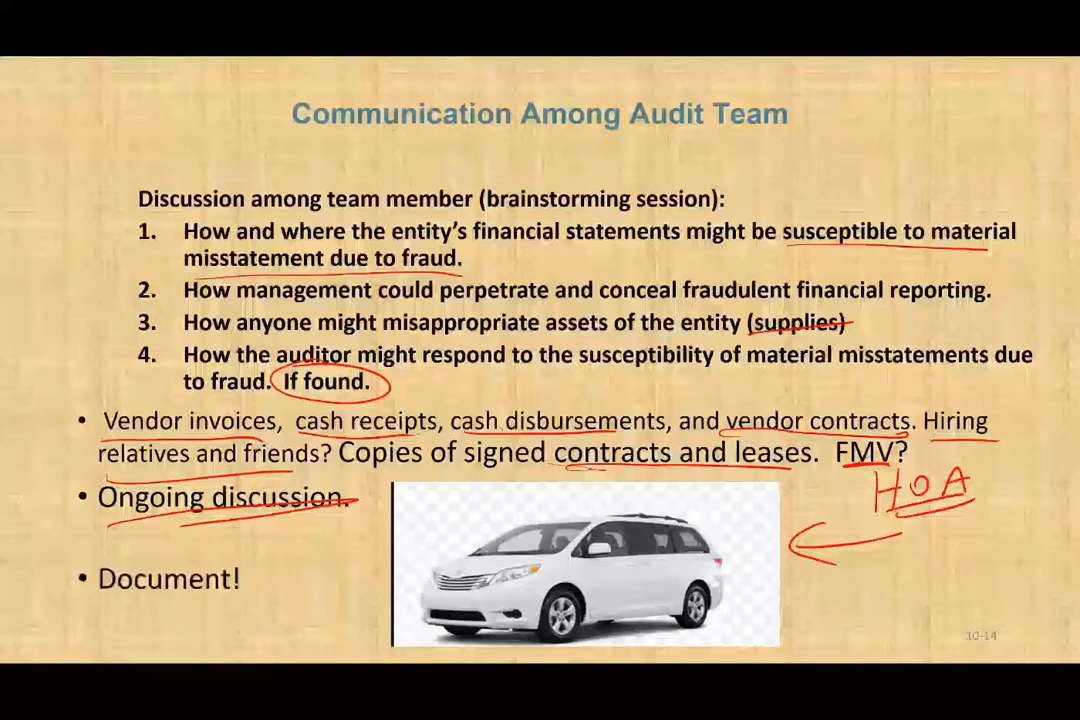 Communication Among Audit Team
Discussion among team member (brainstorming session):
1. How and where the entity's financial statements might be susceptible to material
misstatement due to fraud.
2. How management could perpetrate and conceal fraudulent financial reporting.
3. How anyone might misappropriate assets of the entity (supplies)
4. How the auditor might respond to the susceptibility of material misstatements due
to fraud. If found.
• Vendor invoices, cash receipts, cash disbursements, and vendor contracts. Hiring
relatives and friends? Copies of signed contracts and leases. FMV?
HOA
• Ongoing discussion.
• Document!
10-14